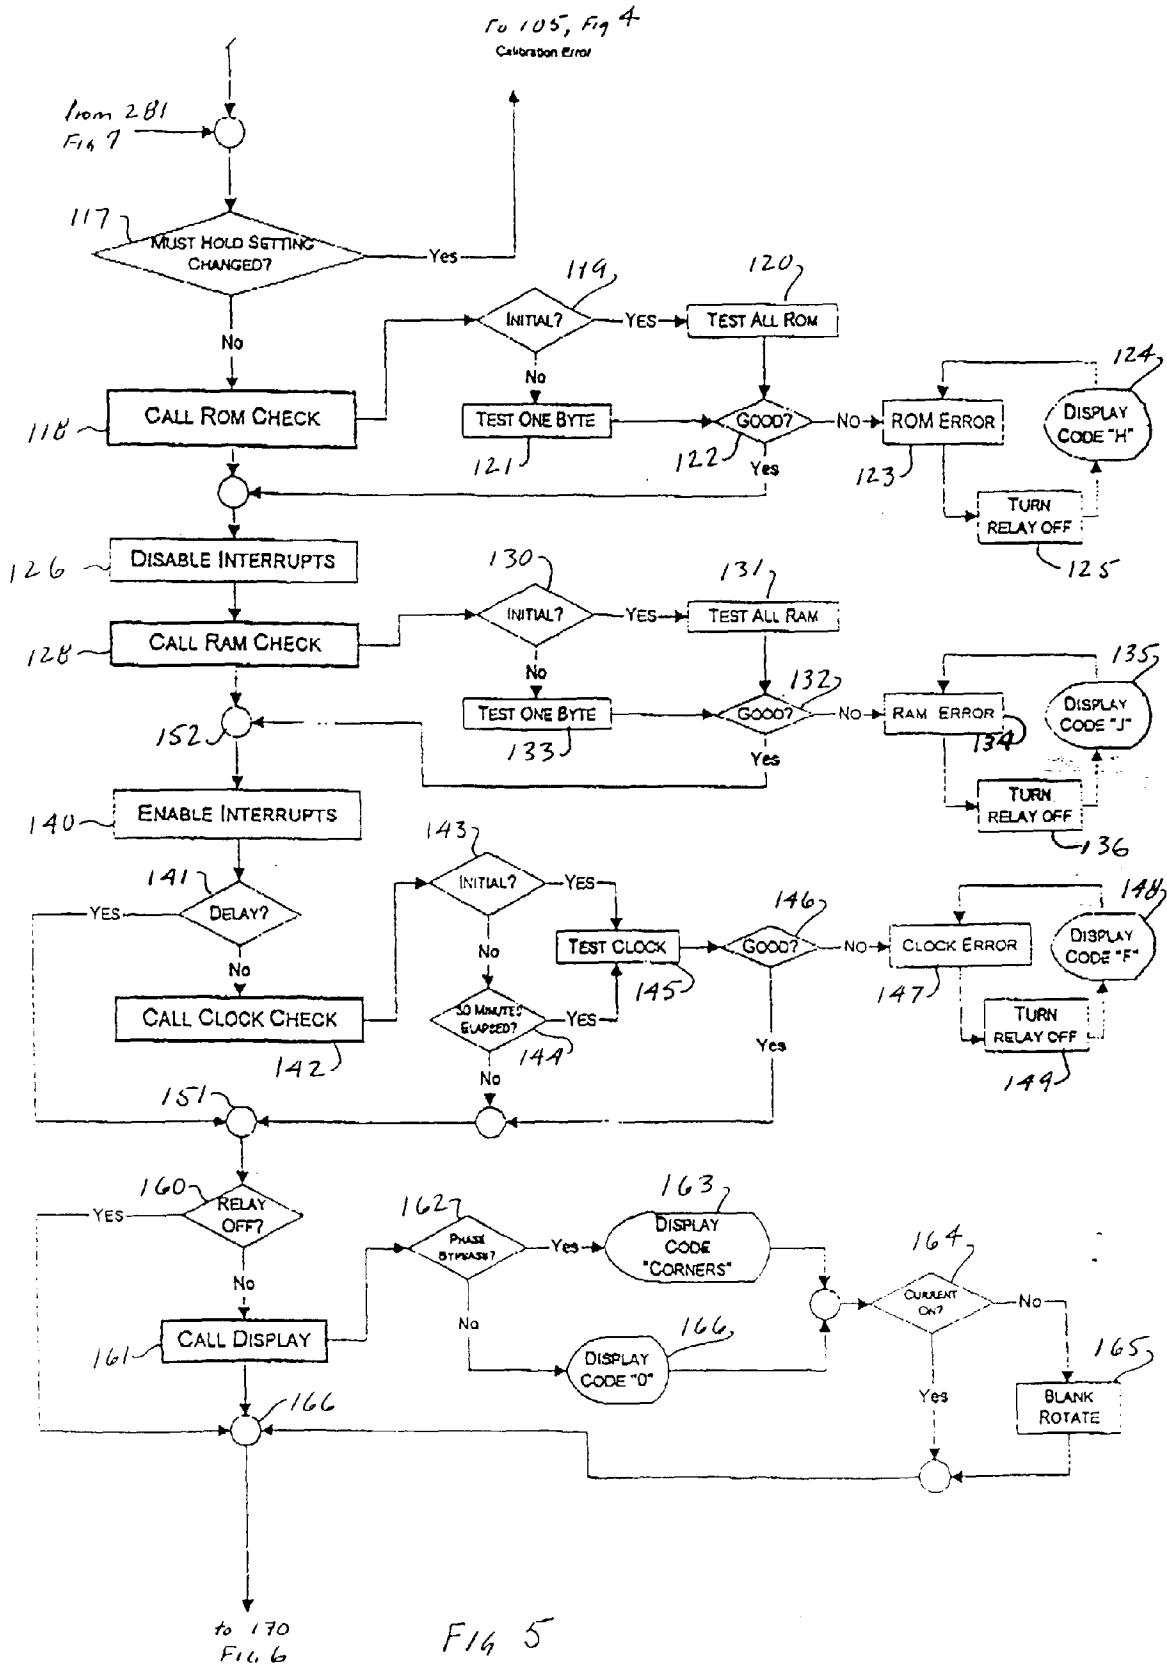 To 105, Fig 4
Calibration Error
from 281
Fig 7
117
MUST HOLD SETTING
CHANGED?
Yes
No
119
INITIAL?
YES
120
TEST ALL ROM
No
118
CALL ROM CHECK
TEST ONE BYTE
121
GOOD?
122
NO
Yes
ROM ERROR
123
124
DISPLAY
CODE "H"
TURN
RELAY OFF
125
126
DISABLE INTERRUPTS
130
INITIAL?
YES
131
TEST ALL RAM
128
CALL RAM CHECK
No
152
TEST ONE BYTE
133
GOOD?
132
NO
Yes
RAM ERROR
134
135
DISPLAY
CODE "J"
TURN
RELAY OFF
136
140
ENABLE INTERRUPTS
141
DELAY?
YES
No
143
INITIAL?
YES
No
CALL CLOCK CHECK
142
30 MINUTES
ELAPSED?
144
YES
No
TEST CLOCK
145
GOOD?
146
NO
Yes
CLOCK ERROR
147
148
DISPLAY
CODE "F"
TURN
RELAY OFF
149
151
160
RELAY
OFF?
YES
No
161
CALL DISPLAY
162
PHASE
BYPHASE?
Yes
No
163
DISPLAY
CODE
"CORNERS"
166
DISPLAY
CODE "0"
164
CURRENT
ON?
No
Yes
165
BLANK
ROTATE
166
to 170
FIG 6
FIG 5